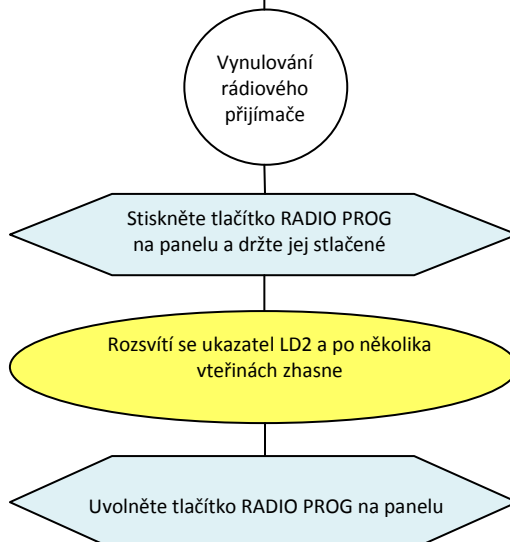 Vynulování
rádiového
přijímače
Stiskněte tlačítko RADIO PROG
na panelu a držte jej stlačené
Rozsvítí se ukazatel LD2 a po několika
vteřinách zhasne
Uvolněte tlačítko RADIO PROG na panelu